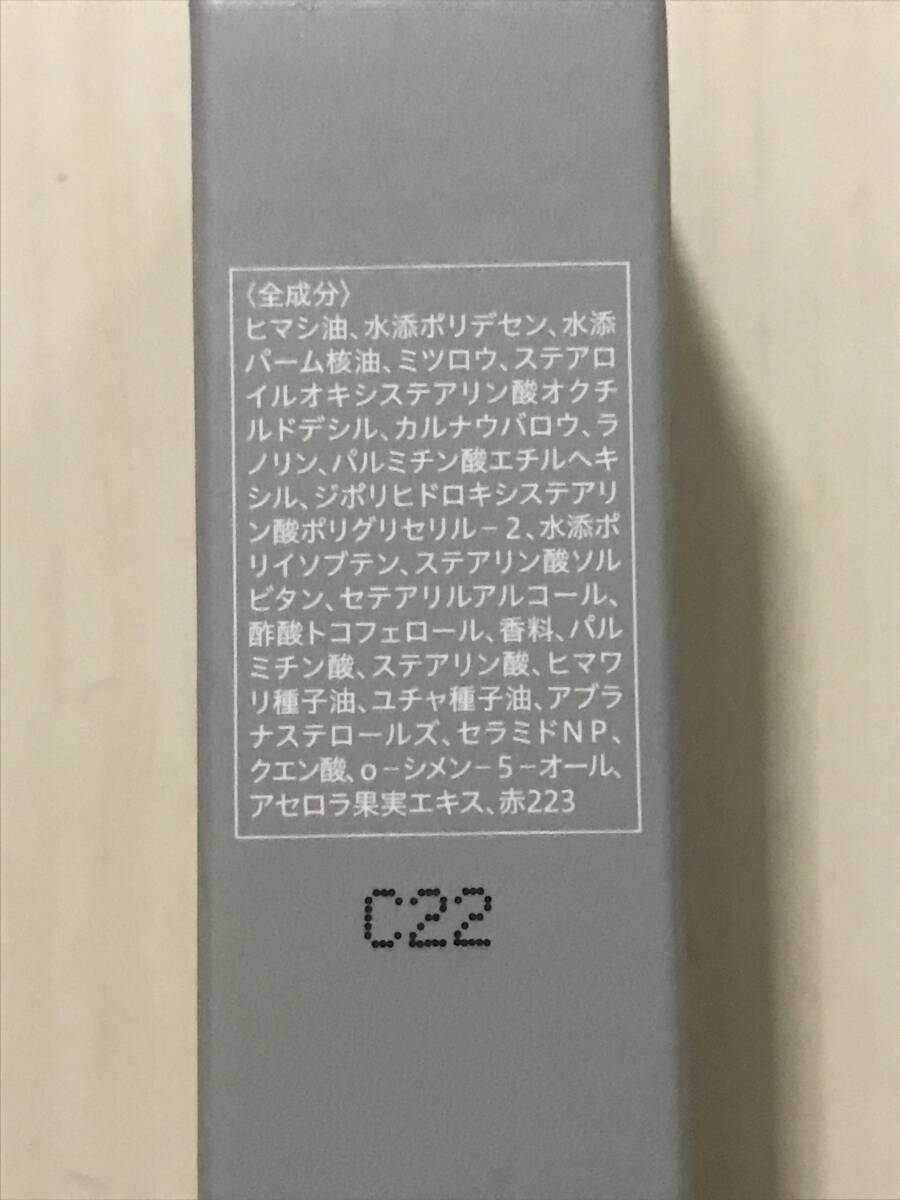 〈全成分〉
ヒマシ油、水添ポリデセン、水添
パーム核油、ミツロウ、ステアロ
イルオキシステアリン酸オクチ
ルドデシル、カルナウバロウ、ラ
ノリン、パルミチン酸エチルヘキ
シル、ジポリヒドロキシステアリ
ン酸ポリグリセリル－2、水添ポ
リイソブテン、ステアリン酸ソル
ビタン、セテアリルアルコール、
酢酸トコフェロール、香料、パル
ミチン酸、ステアリン酸、ヒマワ
リ種子油、ユチャ種子油、アブラ
ナステロールズ、セラミドNP、
クエン酸、o－シメン－5－オール、
アセロラ果実エキス、赤223
C22